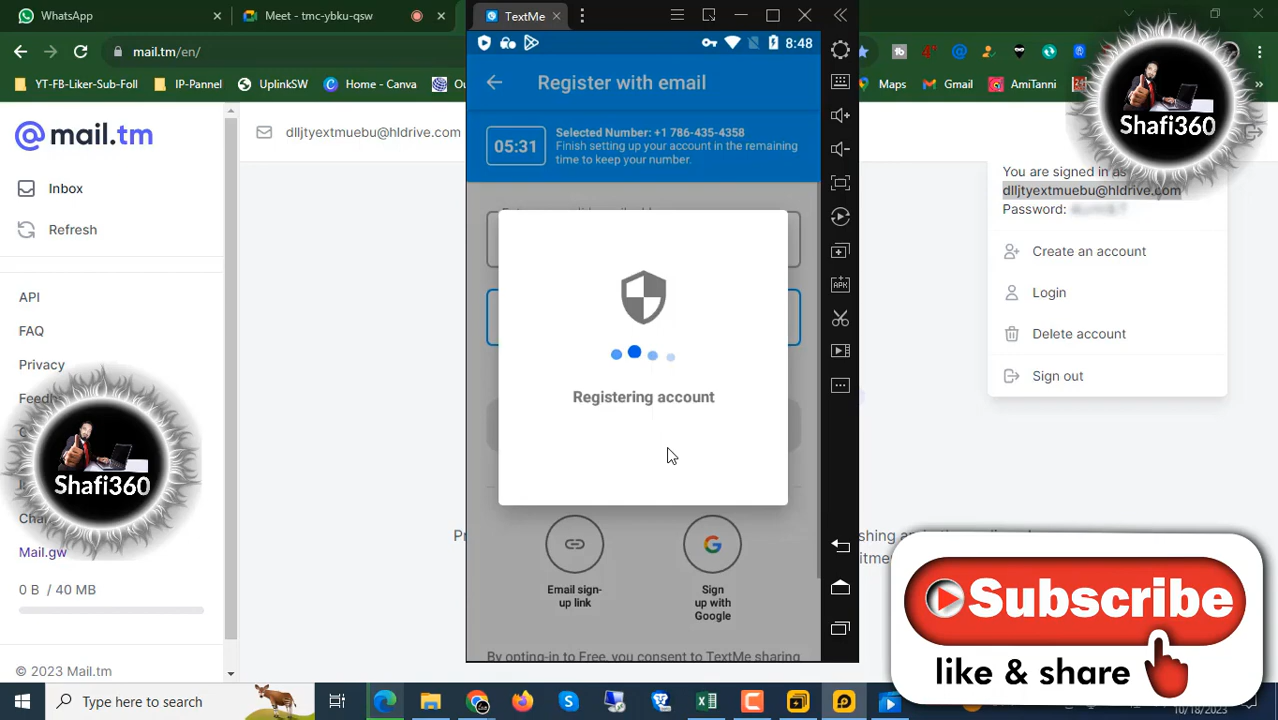 WhatsApp
Meet - tmc-ybku-qsw
mail.tm/en/
YT-FB-Liker-Sub-Fol
IP-Pannel
UplinkSW
Home - Canva
Maps
Gmail
AmiTanni
TextMe
8:48
Register with email
05:31
Selected Number: +1 786-435-4358
Finish setting up your account in the remaining
time to keep your number.
Registering account
Email sign-
up link
Sign
up with
Google
By opting-in to Free, you consent to TextMe sharing
APK
@ mail.tm
Inbox
Refresh
API
FAQ
Privacy
Mail.gw
0 B / 40 MB
© 2023 Mail.tm
dlljtyextmuebu@hldrive.com
You are signed in as
dlljtyextmuebu@hldrive.com
Password:
Create an account
Login
Delete account
Sign out
Shafi360
Shafi360
Subscribe
like & share
Type here to search
10/18/2023